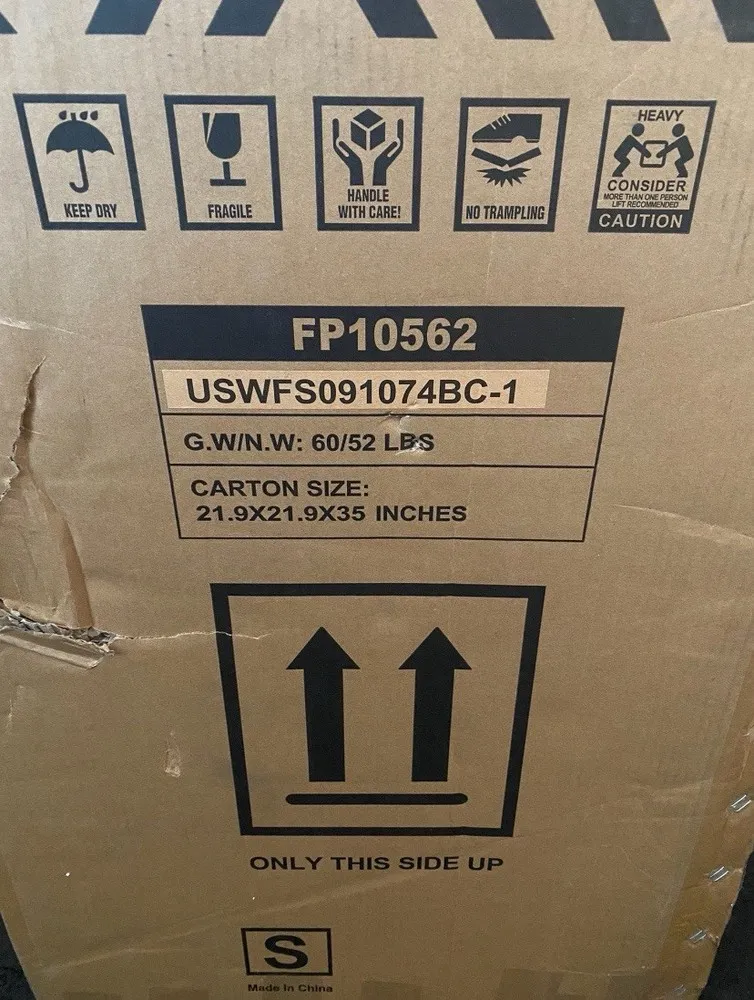 KEEP DRY
FRAGILE
HANDLE
WITH CARE!
NO TRAMPLING
HEAVY
CONSIDER
MORE THAN ONE PERSON
LIFT RECOMMENDED
CAUTION
FP10562
USWFS091074BC-1
G.W/N.W: 60/52 LBS
CARTON SIZE:
21.9X21.9X35 INCHES
ONLY THIS SIDE UP
S
Made In China